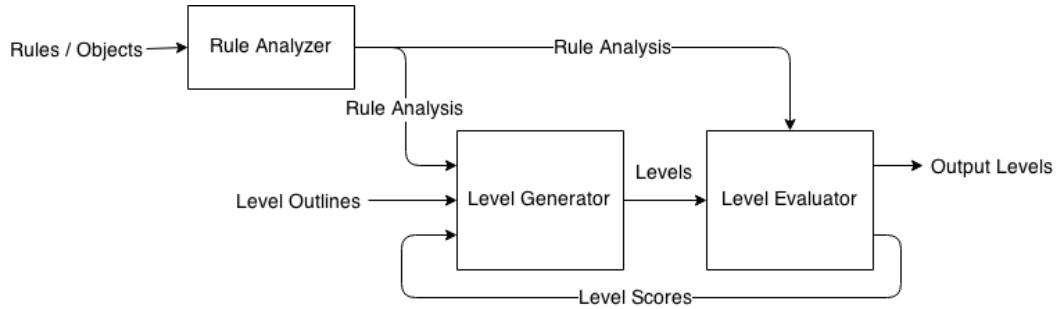 Rules / Objects
Rule Analyzer
Rule Analysis
Rule Analysis
Level Outlines
Level Generator
Levels
Level Evaluator
Output Levels
Level Scores